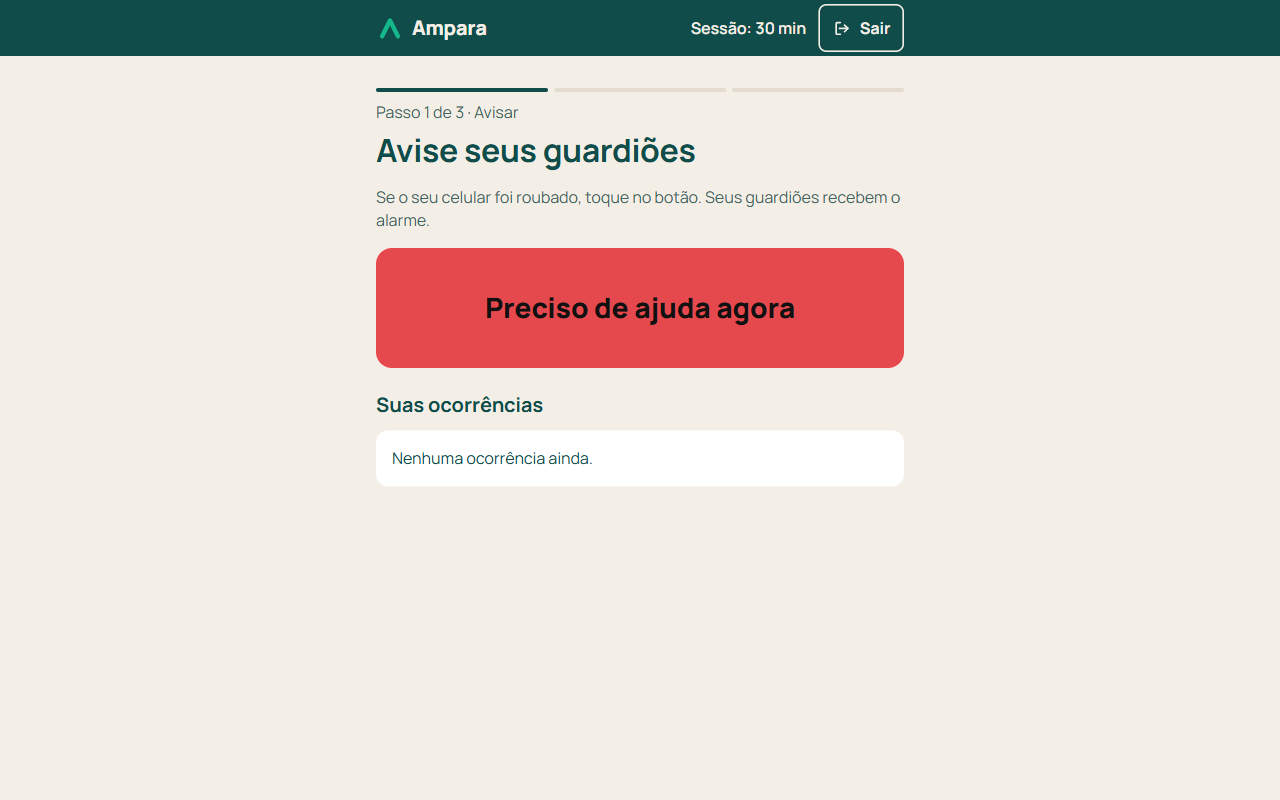 Ampara
Sessão: 30 min
Sair
Passo 1 de 3 · Avisar
Avise seus guardiões
Se o seu celular foi roubado, toque no botão. Seus guardiões recebem o
alarme.
Preciso de ajuda agora
Suas ocorrências
Nenhuma ocorrência ainda.